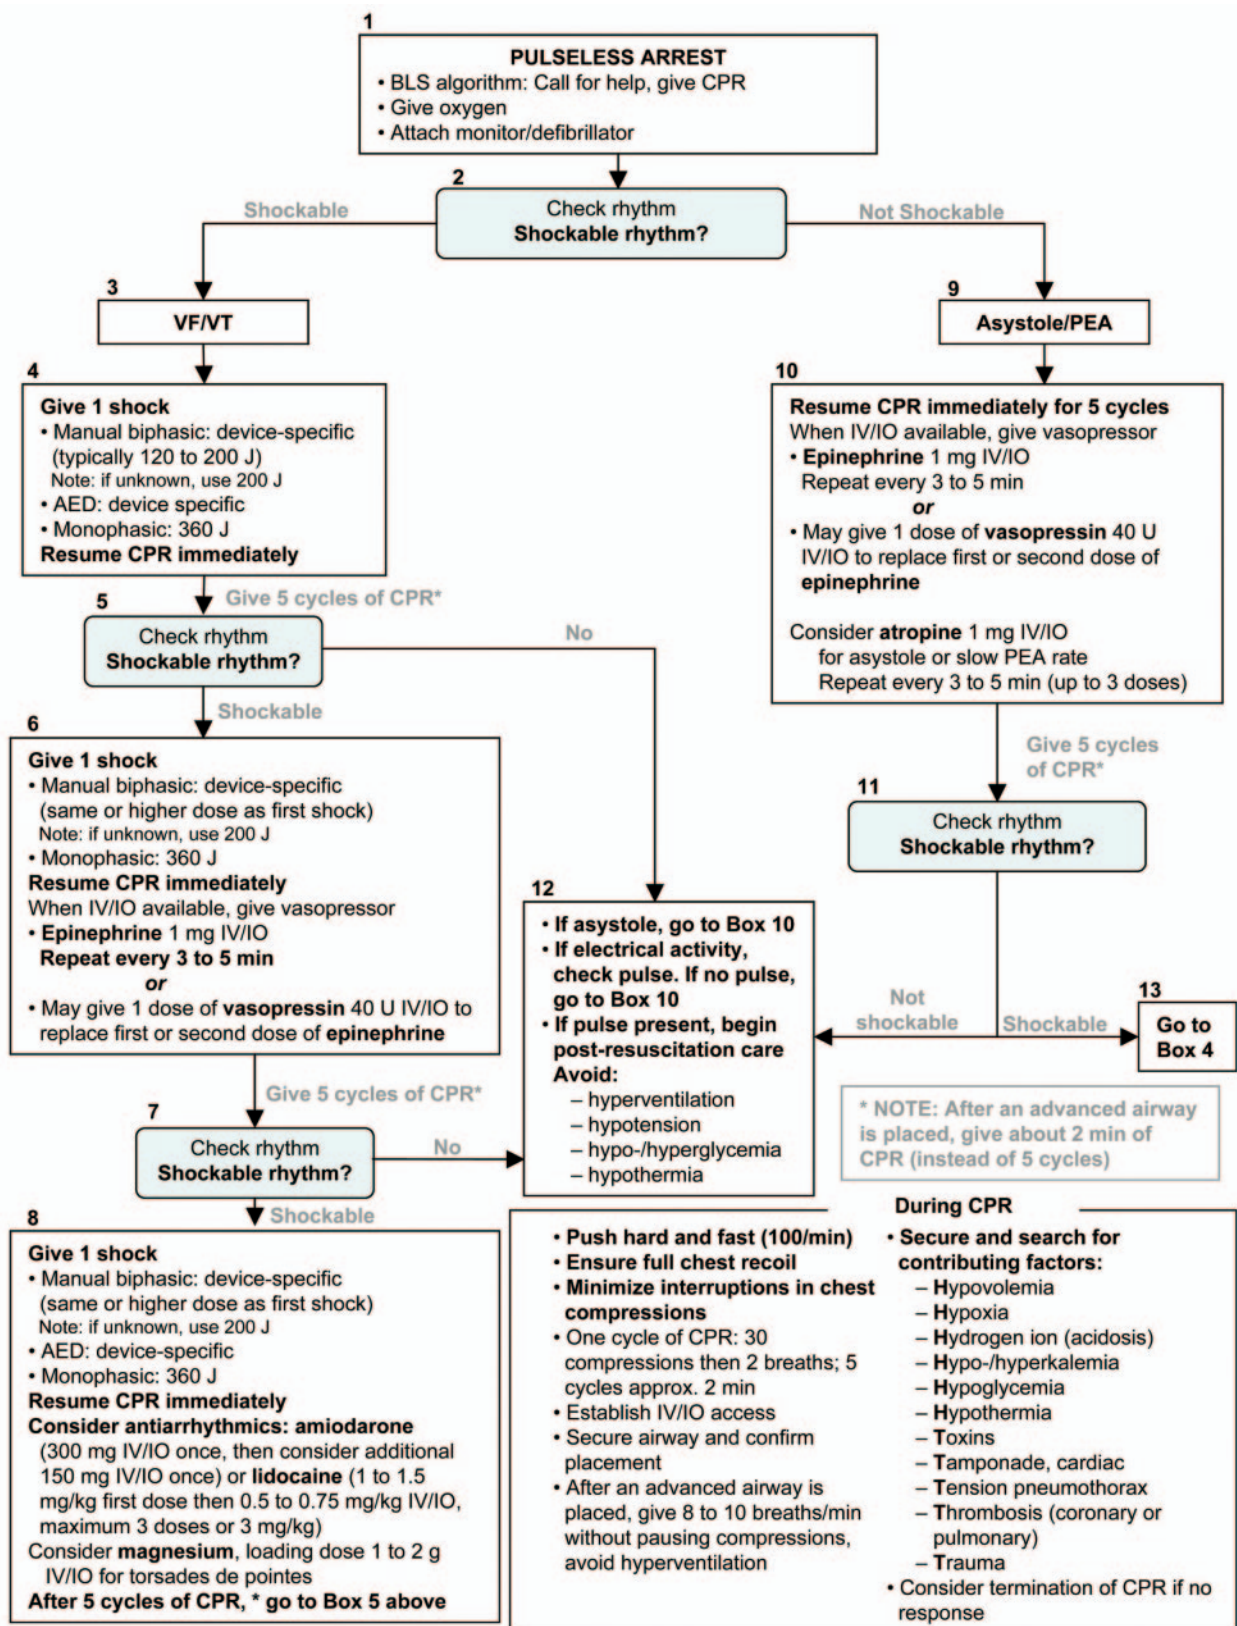 1
PULSELESS ARREST
• BLS algorithm: Call for help, give CPR
• Give oxygen
• Attach monitor/defibrillator
2
Check rhythm
Shockable rhythm?
Shockable
Not Shockable
3
VF/VT
4
Give 1 shock
• Manual biphasic: device-specific
(typically 120 to 200 J)
Note: if unknown, use 200 J
• AED: device specific
• Monophasic: 360 J
Resume CPR immediately
Give 5 cycles of CPR*
5
Check rhythm
Shockable rhythm?
No
Shockable
6
Give 1 shock
• Manual biphasic: device-specific
(same or higher dose as first shock)
Note: if unknown, use 200 J
• Monophasic: 360 J
Resume CPR immediately
When IV/IO available, give vasopressor
• Epinephrine 1 mg IV/IO
Repeat every 3 to 5 min
or
• May give 1 dose of vasopressin 40 U IV/IO to
replace first or second dose of epinephrine
Give 5 cycles of CPR*
7
Check rhythm
Shockable rhythm?
No
Shockable
8
Give 1 shock
• Manual biphasic: device-specific
(same or higher dose as first shock)
Note: if unknown, use 200 J
• AED: device-specific
• Monophasic: 360 J
Resume CPR immediately
Consider antiarrhythmics: amiodarone
(300 mg IV/IO once, then consider additional
150 mg IV/IO once) or lidocaine (1 to 1.5
mg/kg first dose then 0.5 to 0.75 mg/kg IV/IO,
maximum 3 doses or 3 mg/kg)
Consider magnesium, loading dose 1 to 2 g
IV/IO for torsades de pointes
After 5 cycles of CPR, * go to Box 5 above
9
Asystole/PEA
10
Resume CPR immediately for 5 cycles
When IV/IO available, give vasopressor
• Epinephrine 1 mg IV/IO
Repeat every 3 to 5 min
or
• May give 1 dose of vasopressin 40 U
IV/IO to replace first or second dose of
epinephrine
Consider atropine 1 mg IV/IO
for asystole or slow PEA rate
Repeat every 3 to 5 min (up to 3 doses)
Give 5 cycles
of CPR*
11
Check rhythm
Shockable rhythm?
Not
shockable
Shockable
12
• If asystole, go to Box 10
• If electrical activity,
check pulse. If no pulse,
go to Box 10
• If pulse present, begin
post-resuscitation care
Avoid:
– hyperventilation
– hypotension
– hypo-/hyperglycemia
– hypothermia
13
Go to
Box 4
* NOTE: After an advanced airway
is placed, give about 2 min of
CPR (instead of 5 cycles)
During CPR
• Push hard and fast (100/min)
• Ensure full chest recoil
• Minimize interruptions in chest
compressions
• One cycle of CPR: 30
compressions then 2 breaths; 5
cycles approx. 2 min
• Establish IV/IO access
• Secure airway and confirm
placement
• After an advanced airway is
placed, give 8 to 10 breaths/min
without pausing compressions,
avoid hyperventilation
• Secure and search for
contributing factors:
– Hypovolemia
– Hypoxia
– Hydrogen ion (acidosis)
– Hypo-/hyperkalemia
– Hypoglycemia
– Hypothermia
– Toxins
– Tamponade, cardiac
– Tension pneumothorax
– Thrombosis (coronary or
pulmonary)
– Trauma
• Consider termination of CPR if no
response